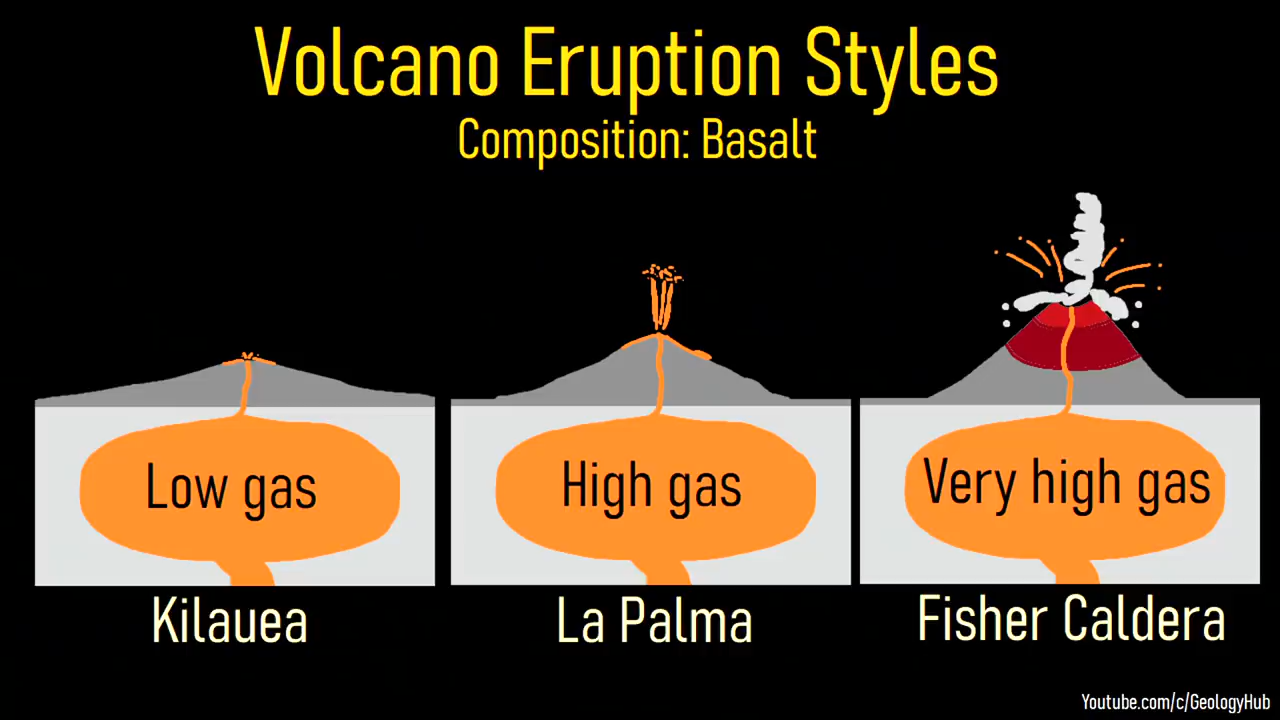 Volcano Eruption Styles
Composition: Basalt
Low gas
High gas
Very high gas
Kilauea
La Palma
Fisher Caldera
Youtube.com/c/GeologyHub